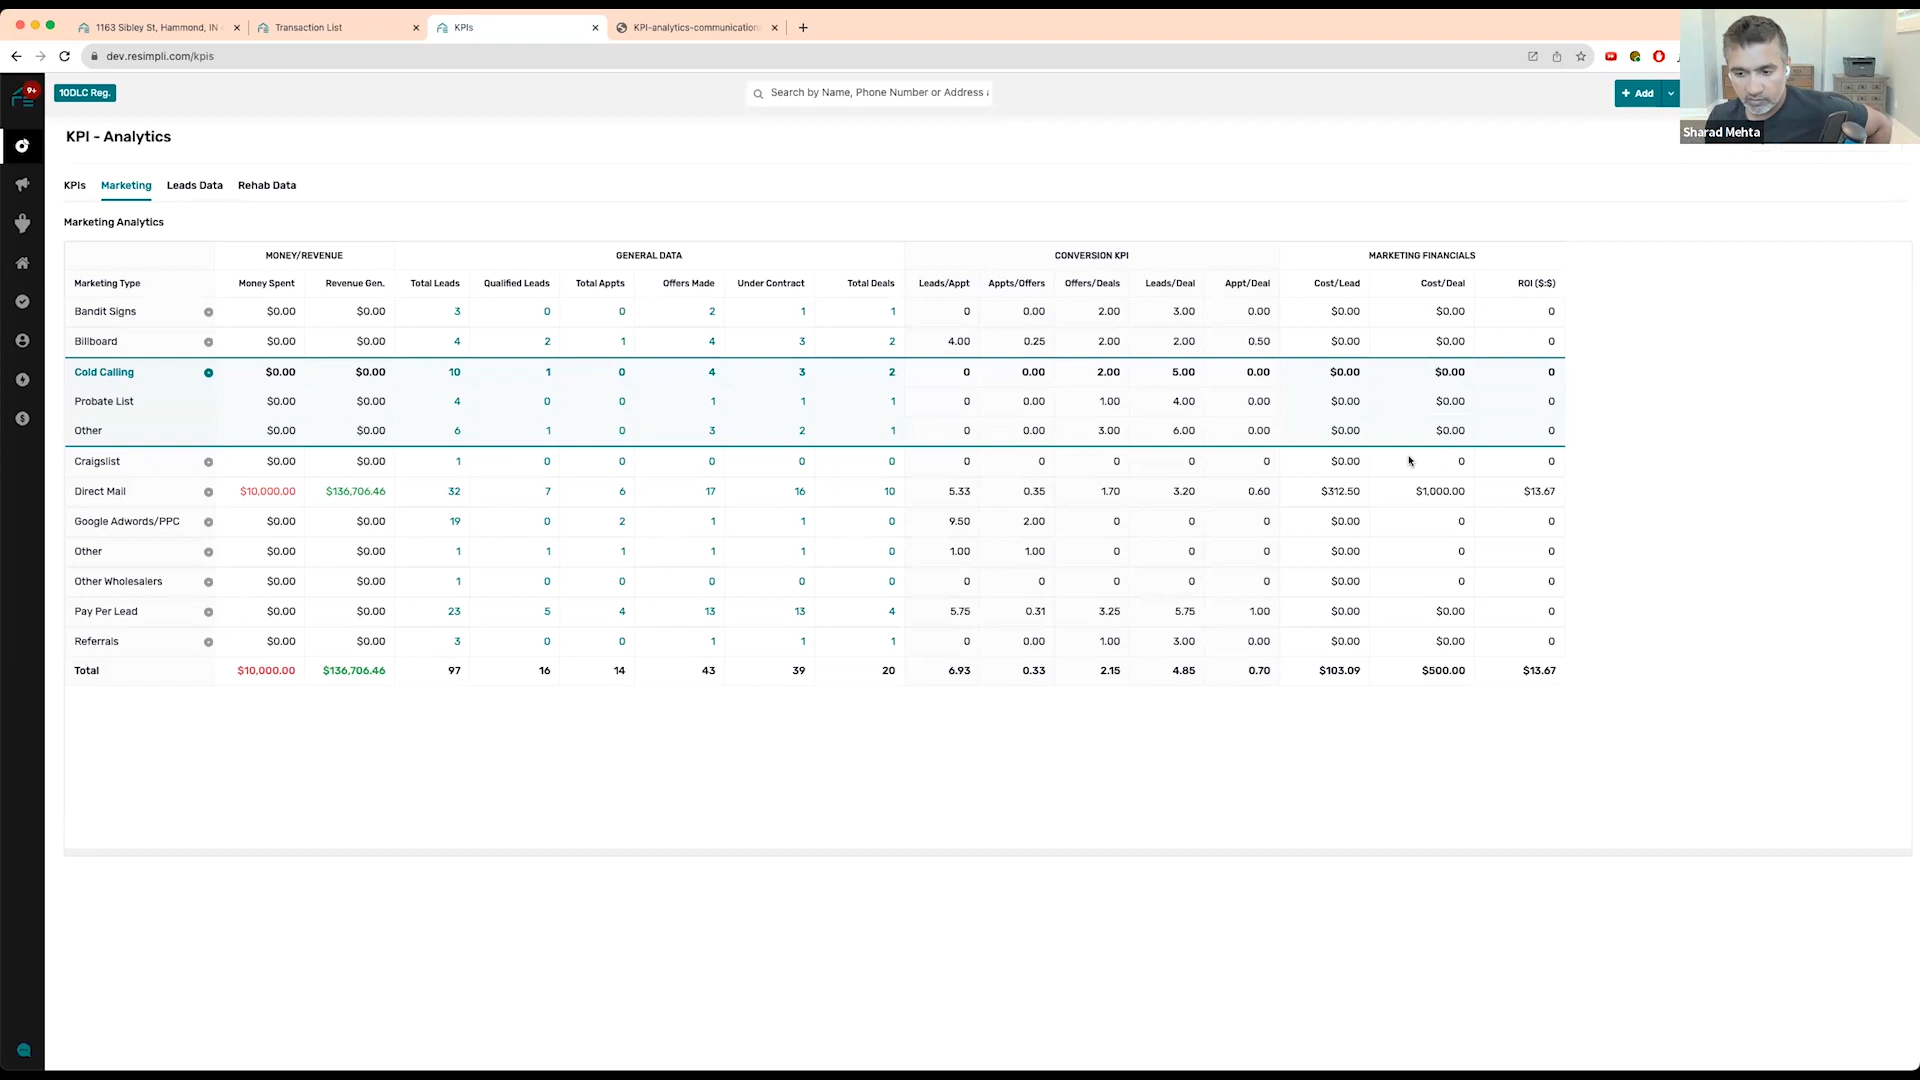 1163 Sibley St, Hammond, IN
Transaction List
KPIs
KPI-analytics-communication
dev.resimpli.com/kpis
9+
10DLC Reg.
Search by Name, Phone Number or Address
+ Add
Sharad Mehta
KPI - Analytics
KPIs Marketing Leads Data Rehab Data
Marketing Analytics
MONEY/REVENUE GENERAL DATA CONVERSION KPI MARKETING FINANCIALS
Marketing Type Money Spent Revenue Gen. Total Leads Qualified Leads Total Appts Offers Made Under Contract Total Deals Leads/Appt Appts/Offers Offers/Deals Leads/Deal Appt/Deal Cost/Lead Cost/Deal ROI ($:$)
Bandit Signs $0.00 $0.00 3 0 0 2 1 1 0 0.00 2.00 3.00 0.00 $0.00 $0.00 0
Billboard $0.00 $0.00 4 2 1 4 3 2 4.00 0.25 2.00 2.00 0.50 $0.00 $0.00 0
Cold Calling $0.00 $0.00 10 1 0 4 3 2 0 0.00 2.00 5.00 0.00 $0.00 $0.00 0
Probate List $0.00 $0.00 4 0 0 1 1 1 0 0.00 1.00 4.00 0.00 $0.00 $0.00 0
Other $0.00 $0.00 6 1 0 3 2 1 0 0.00 3.00 6.00 0.00 $0.00 $0.00 0
Craigslist $0.00 $0.00 1 0 0 0 0 0 0 0 0 0 0 $0.00 0 0
Direct Mail $10,000.00 $136,706.46 32 7 6 17 16 10 5.33 0.35 1.70 3.20 0.60 $312.50 $1,000.00 $13.67
Google Adwords/PPC $0.00 $0.00 19 0 2 1 1 0 9.50 2.00 0 0 0 $0.00 0 0
Other $0.00 $0.00 1 1 1 1 1 0 1.00 1.00 0 0 0 $0.00 0 0
Other Wholesalers $0.00 $0.00 1 0 0 0 0 0 0 0 0 0 0 $0.00 0 0
Pay Per Lead $0.00 $0.00 23 5 4 13 13 4 5.75 0.31 3.25 5.75 1.00 $0.00 $0.00 0
Referrals $0.00 $0.00 3 0 0 1 1 1 0 0.00 1.00 3.00 0.00 $0.00 $0.00 0
Total $10,000.00 $136,706.46 97 16 14 43 39 20 6.93 0.33 2.15 4.85 0.70 $103.09 $500.00 $13.67